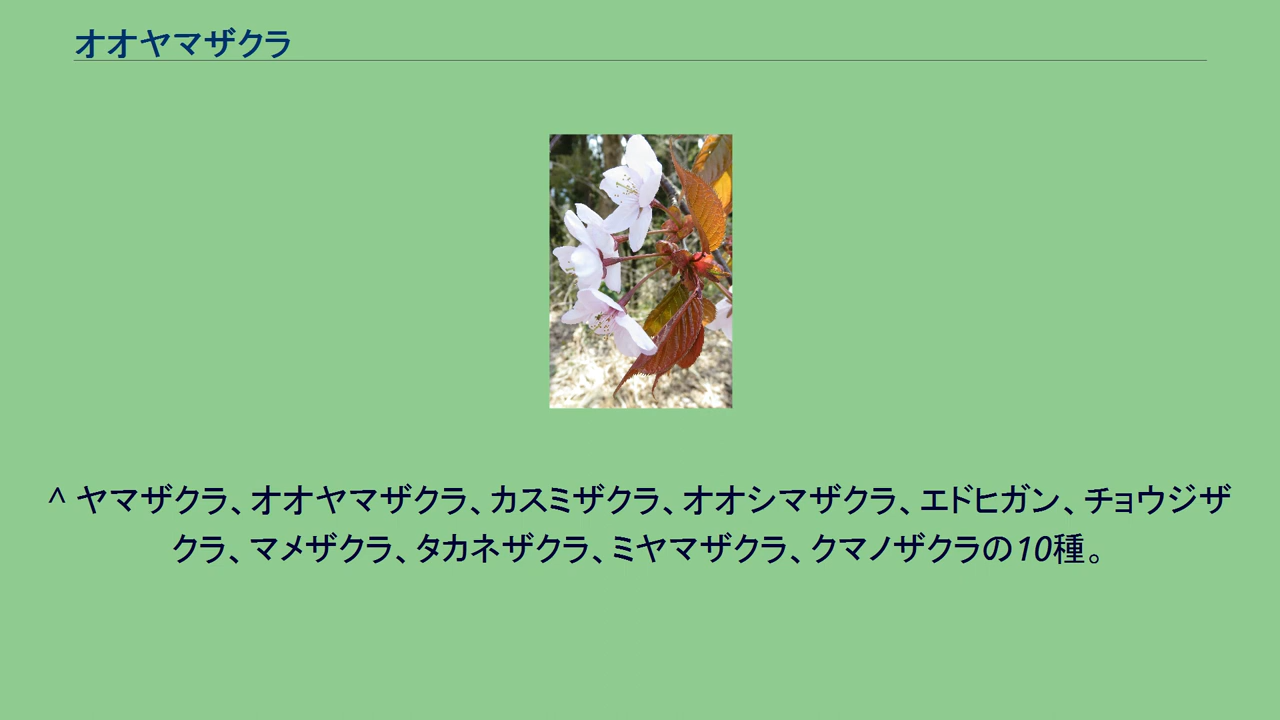 オオヤマザクラ
^ ヤマザクラ、オオヤマザクラ、カスミザクラ、オオシマザクラ、エドヒガン、チョウジザ
クラ、マメザクラ、タカネザクラ、ミヤマザクラ、クマノザクラの10種。